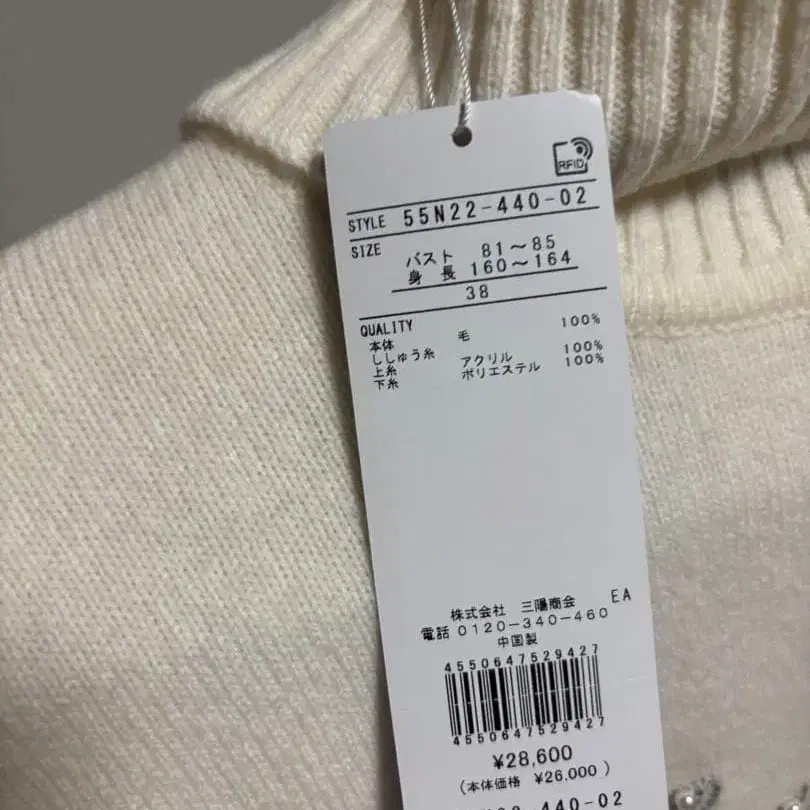 RFID
STYLE 55N22-440-02
SIZE バスト 81～85
身長 160～164
38
QUALITY
本体 毛 100%
ししゅう糸
上糸 アクリル 100%
下糸 ポリエステル 100%
株式会社 三陽商会 EA
電話 0120-340-460
中国製
4550647529427
4550647529427
¥28,600
(本体価格 ¥26,000)
-440-02